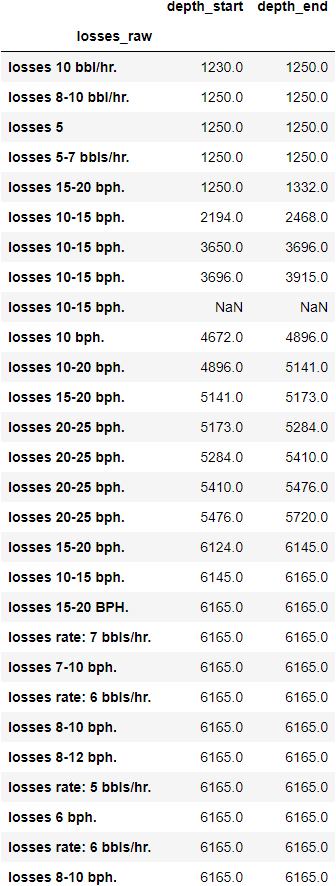 depth_start depth_end
losses_raw
losses 10 bbl/hr. 1230.0 1250.0
losses 8-10 bbl/hr. 1250.0 1250.0
losses 5 1250.0 1250.0
losses 5-7 bbls/hr. 1250.0 1250.0
losses 15-20 bph. 1250.0 1332.0
losses 10-15 bph. 2194.0 2468.0
losses 10-15 bph. 3650.0 3696.0
losses 10-15 bph. 3696.0 3915.0
losses 10-15 bph. NaN NaN
losses 10 bph. 4672.0 4896.0
losses 10-20 bph. 4896.0 5141.0
losses 15-20 bph. 5141.0 5173.0
losses 20-25 bph. 5173.0 5284.0
losses 20-25 bph. 5284.0 5410.0
losses 20-25 bph. 5410.0 5476.0
losses 20-25 bph. 5476.0 5720.0
losses 15-20 bph. 6124.0 6145.0
losses 10-15 bph. 6145.0 6165.0
losses 15-20 BPH. 6165.0 6165.0
losses rate: 7 bbls/hr. 6165.0 6165.0
losses 7-10 bph. 6165.0 6165.0
losses rate: 6 bbls/hr. 6165.0 6165.0
losses 8-10 bph. 6165.0 6165.0
losses 8-12 bph. 6165.0 6165.0
losses rate: 5 bbls/hr. 6165.0 6165.0
losses 6 bph. 6165.0 6165.0
losses rate: 6 bbls/hr. 6165.0 6165.0
losses 8-10 bph. 6165.0 6165.0